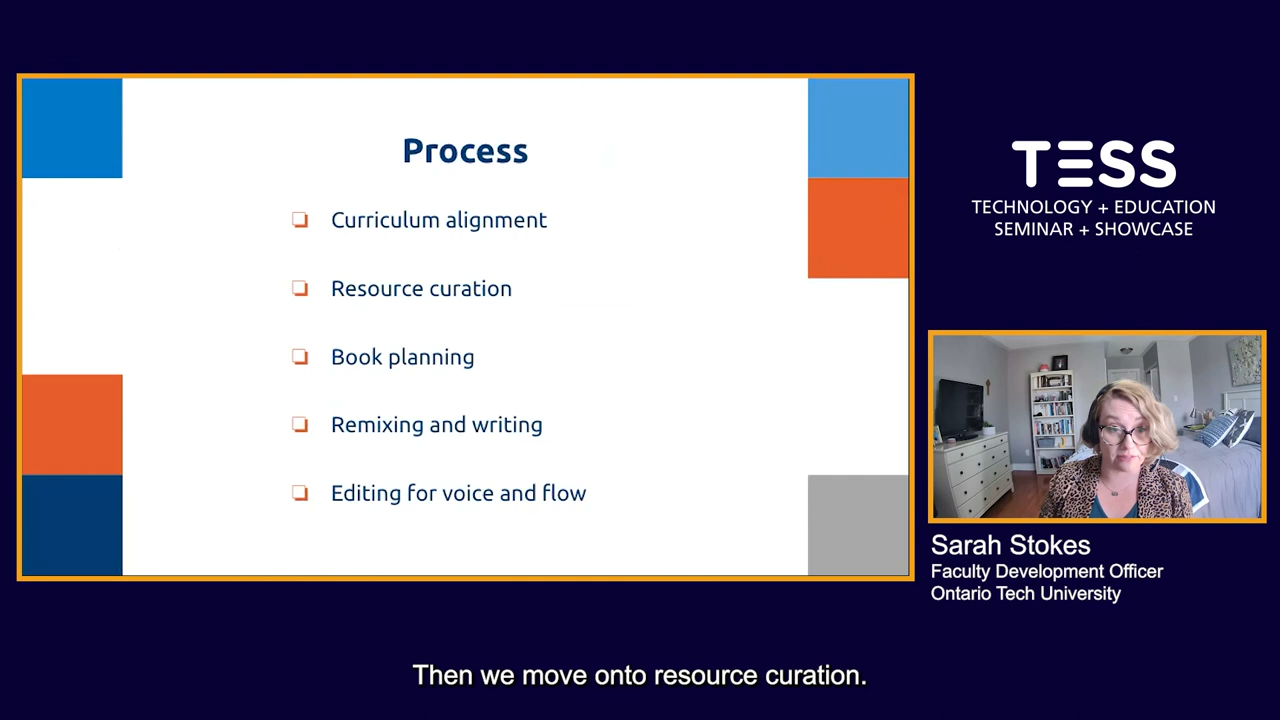 Process
❏ Curriculum alignment
❏ Resource curation
❏ Book planning
❏ Remixing and writing
❏ Editing for voice and flow
TESS
TECHNOLOGY + EDUCATION
SEMINAR + SHOWCASE
Sarah Stokes
Faculty Development Officer
Ontario Tech University
Then we move onto resource curation.